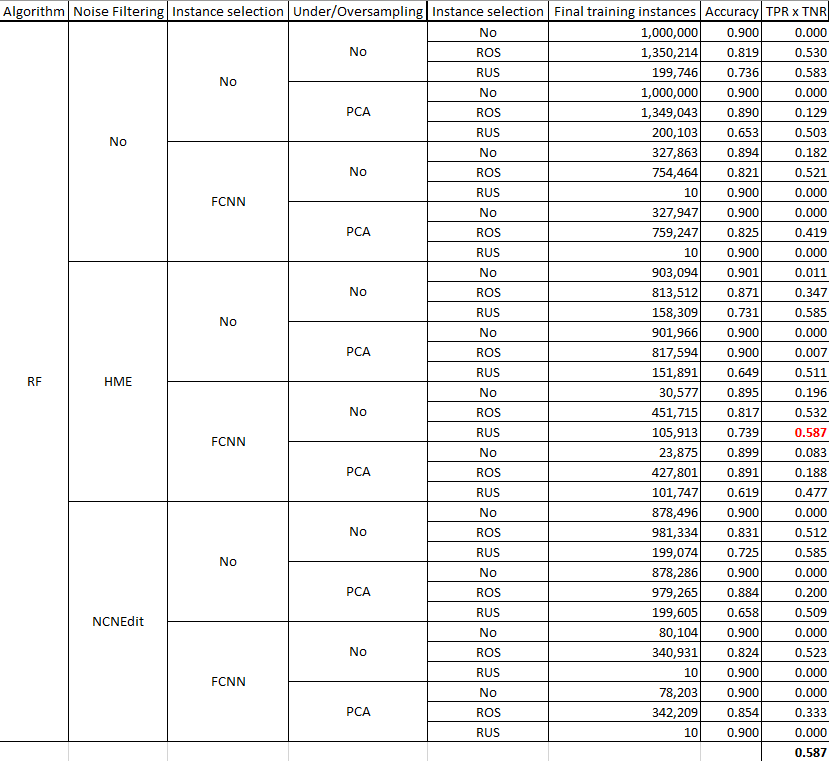 Algorithm Noise Filtering Instance selection Under/Oversampling Instance selection Final training instances Accuracy TPR x TNR
RF No No No No 1,000,000 0.900 0.000
ROS 1,350,214 0.819 0.530
RUS 199,746 0.736 0.583
PCA No 1,000,000 0.900 0.000
ROS 1,349,043 0.890 0.129
RUS 200,103 0.653 0.503
FCNN No No 327,863 0.894 0.182
ROS 754,464 0.821 0.521
RUS 10 0.900 0.000
PCA No 327,947 0.900 0.000
ROS 759,247 0.825 0.419
RUS 10 0.900 0.000
HME No No No 903,094 0.901 0.011
ROS 813,512 0.871 0.347
RUS 158,309 0.731 0.585
PCA No 901,966 0.900 0.000
ROS 817,594 0.900 0.007
RUS 151,891 0.649 0.511
FCNN No No 30,577 0.895 0.196
ROS 451,715 0.817 0.532
RUS 105,913 0.739 0.587
PCA No 23,875 0.899 0.083
ROS 427,801 0.891 0.188
RUS 101,747 0.619 0.477
NCNEdit No No No 878,496 0.900 0.000
ROS 981,334 0.831 0.512
RUS 199,074 0.725 0.585
PCA No 878,286 0.900 0.000
ROS 979,265 0.884 0.200
RUS 199,605 0.658 0.509
FCNN No No 80,104 0.900 0.000
ROS 340,931 0.824 0.523
RUS 10 0.900 0.000
PCA No 78,203 0.900 0.000
ROS 342,209 0.854 0.333
RUS 10 0.900 0.000
0.587